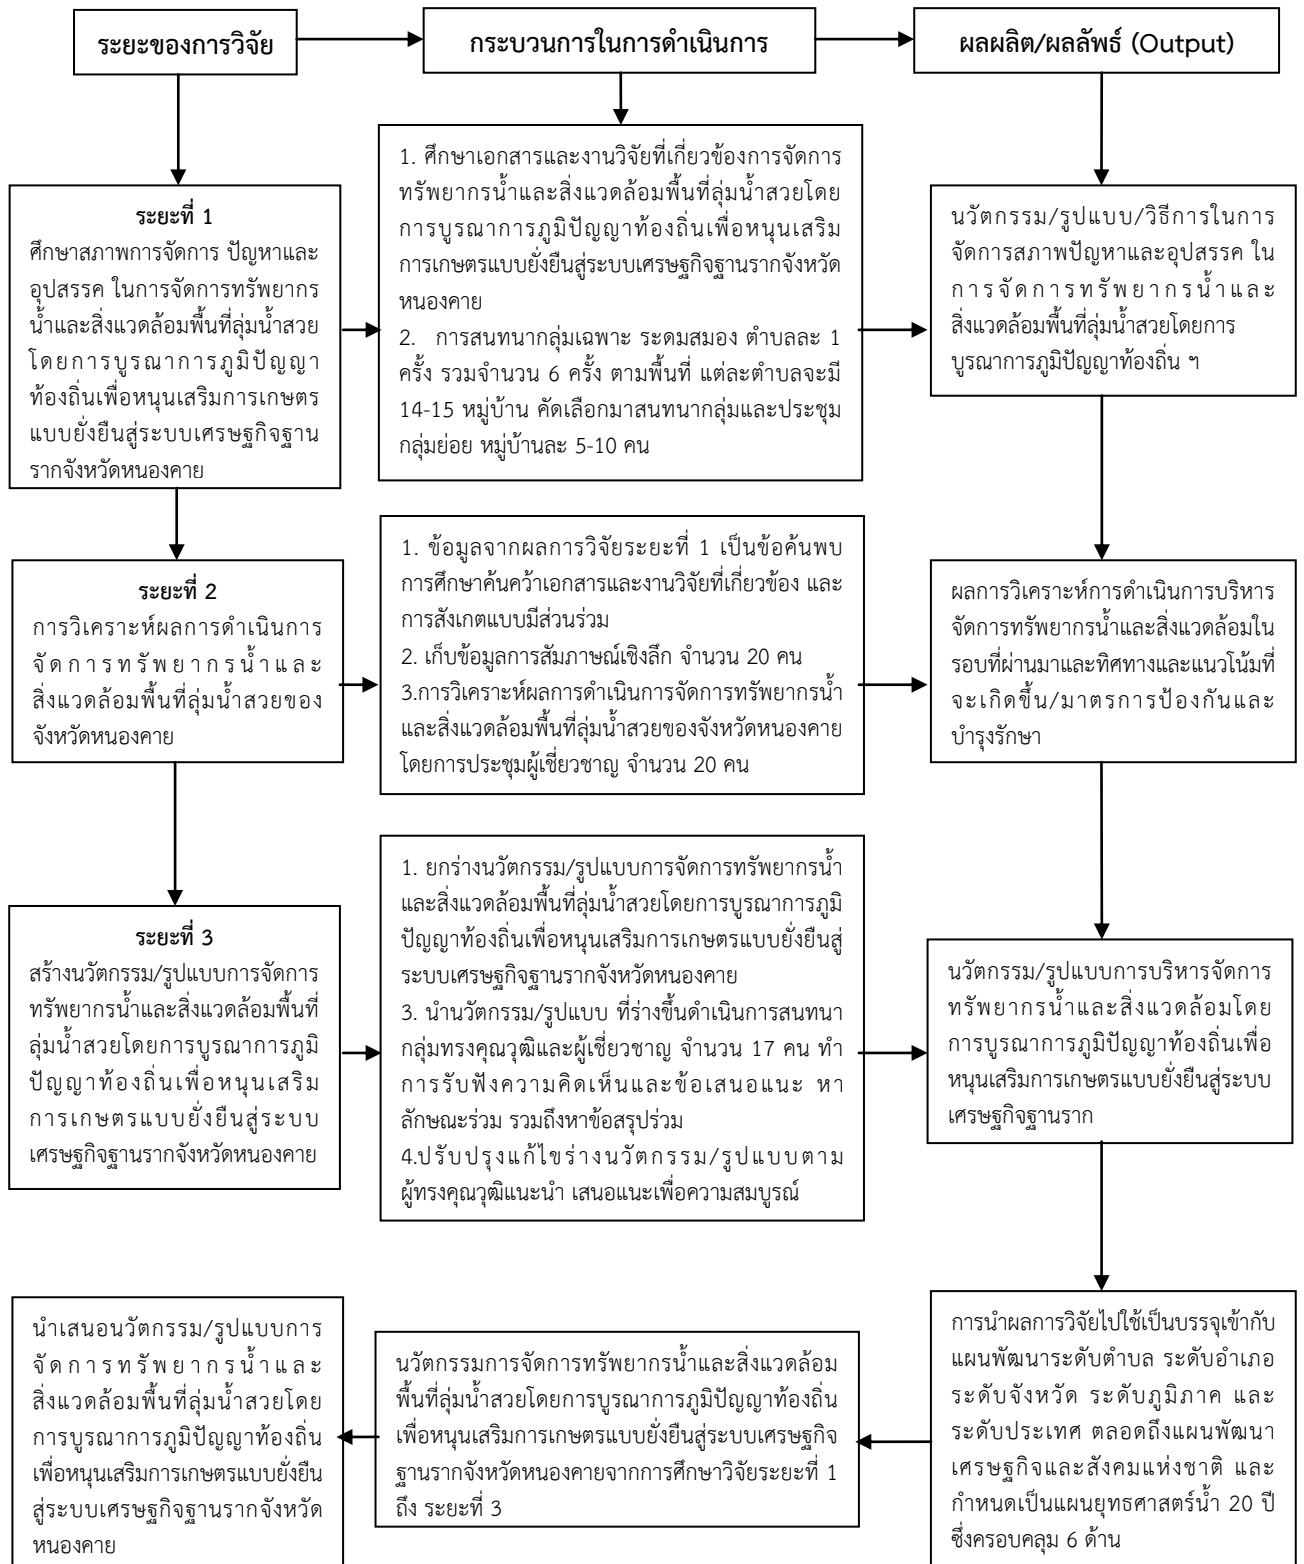 ระยะของการวิจัย
กระบวนการในการดำเนินการ
ผลผลิต/ผลลัพธ์ (Output)
ระยะที่ 1
ศึกษาสภาพการจัดการ ปัญหาและ
อุปสรรค ในการจัดการทรัพยากร
น้ำและสิ่งแวดล้อมพื้นที่ลุ่มน้ำสวย
โดยการบูรณาการภูมิปัญญา
ท้องถิ่นเพื่อหนุนเสริมการเกษตร
แบบยั่งยืนสู่ระบบเศรษฐกิจฐาน
รากจังหวัดหนองคาย
1. ศึกษาเอกสารและงานวิจัยที่เกี่ยวข้องการจัดการ
ทรัพยากรน้ำและสิ่งแวดล้อมพื้นที่ลุ่มน้ำสวยโดย
การบูรณาการภูมิปัญญาท้องถิ่นเพื่อหนุนเสริม
การเกษตรแบบยั่งยืนสู่ระบบเศรษฐกิจฐานรากจังหวัด
หนองคาย
2. การสนทนากลุ่มเฉพาะ ระดมสมอง ตำบลละ 1
ครั้ง รวมจำนวน 6 ครั้ง ตามพื้นที่ แต่ละตำบลจะมี
14-15 หมู่บ้าน คัดเลือกมาสนทนากลุ่มและประชุม
กลุ่มย่อย หมู่บ้านละ 5-10 คน
นวัตกรรม/รูปแบบ/วิธีการในการ
จัดการสภาพปัญหาและอุปสรรค ใน
การจัดการทรัพยากรน้ำและ
สิ่งแวดล้อมพื้นที่ลุ่มน้ำสวยโดยการ
บูรณาการภูมิปัญญาท้องถิ่น ฯ
ระยะที่ 2
การวิเคราะห์ผลการดำเนินการ
จัดการทรัพยากรน้ำและ
สิ่งแวดล้อมพื้นที่ลุ่มน้ำสวยของ
จังหวัดหนองคาย
1. ข้อมูลจากผลการวิจัยระยะที่ 1 เป็นข้อค้นพบ
การศึกษาค้นคว้าเอกสารและงานวิจัยที่เกี่ยวข้อง และ
การสังเกตแบบมีส่วนร่วม
2. เก็บข้อมูลการสัมภาษณ์เชิงลึก จำนวน 20 คน
3.การวิเคราะห์ผลการดำเนินการจัดการทรัพยากรน้ำ
และสิ่งแวดล้อมพื้นที่ลุ่มน้ำสวยของจังหวัดหนองคาย
โดยการประชุมผู้เชี่ยวชาญ จำนวน 20 คน
ผลการวิเคราะห์การดำเนินการบริหาร
จัดการทรัพยากรน้ำและสิ่งแวดล้อมใน
รอบที่ผ่านมาและทิศทางและแนวโน้มที่
จะเกิดขึ้น/มาตรการป้องกันและ
บำรุงรักษา
ระยะที่ 3
สร้างนวัตกรรม/รูปแบบการจัดการ
ทรัพยากรน้ำและสิ่งแวดล้อมพื้นที่
ลุ่มน้ำสวยโดยการบูรณาการภูมิ
ปัญญาท้องถิ่นเพื่อหนุนเสริม
การเกษตรแบบยั่งยืนสู่ระบบ
เศรษฐกิจฐานรากจังหวัดหนองคาย
1. ยกร่างนวัตกรรม/รูปแบบการจัดการทรัพยากรน้ำ
และสิ่งแวดล้อมพื้นที่ลุ่มน้ำสวยโดยการบูรณาการภูมิ
ปัญญาท้องถิ่นเพื่อหนุนเสริมการเกษตรแบบยั่งยืนสู่
ระบบเศรษฐกิจฐานรากจังหวัดหนองคาย
3. นำนวัตกรรม/รูปแบบ ที่ร่างขึ้นดำเนินการสนทนา
กลุ่มทรงคุณวุฒิและผู้เชี่ยวชาญ จำนวน 17 คน ทำ
การรับฟังความคิดเห็นและข้อเสนอแนะ หา
ลักษณะร่วม รวมถึงหาข้อสรุปร่วม
4.ปรับปรุงแก้ไขร่างนวัตกรรม/รูปแบบตาม
ผู้ทรงคุณวุฒิแนะนำ เสนอแนะเพื่อความสมบูรณ์
นวัตกรรม/รูปแบบการบริหารจัดการ
ทรัพยากรน้ำและสิ่งแวดล้อมโดย
การบูรณาการภูมิปัญญาท้องถิ่นเพื่อ
หนุนเสริมการเกษตรแบบยั่งยืนสู่ระบบ
เศรษฐกิจฐานราก
นำเสนอนวัตกรรม/รูปแบบการ
จัดการทรัพยากรน้ำและ
สิ่งแวดล้อมพื้นที่ลุ่มน้ำสวยโดย
การบูรณาการภูมิปัญญาท้องถิ่น
เพื่อหนุนเสริมการเกษตรแบบยั่งยืน
สู่ระบบเศรษฐกิจฐานรากจังหวัด
หนองคาย
นวัตกรรมการจัดการทรัพยากรน้ำและสิ่งแวดล้อม
พื้นที่ลุ่มน้ำสวยโดยการบูรณาการภูมิปัญญาท้องถิ่น
เพื่อหนุนเสริมการเกษตรแบบยั่งยืนสู่ระบบเศรษฐกิจ
ฐานรากจังหวัดหนองคายจากการศึกษาวิจัยระยะที่ 1
ถึง ระยะที่ 3
การนำผลการวิจัยไปใช้เป็นบรรจุเข้ากับ
แผนพัฒนาระดับตำบล ระดับอำเภอ
ระดับจังหวัด ระดับภูมิภาค และ
ระดับประเทศ ตลอดถึงแผนพัฒนา
เศรษฐกิจและสังคมแห่งชาติ และ
กำหนดเป็นแผนยุทธศาสตร์น้ำ 20 ปี
ซึ่งครอบคลุม 6 ด้าน